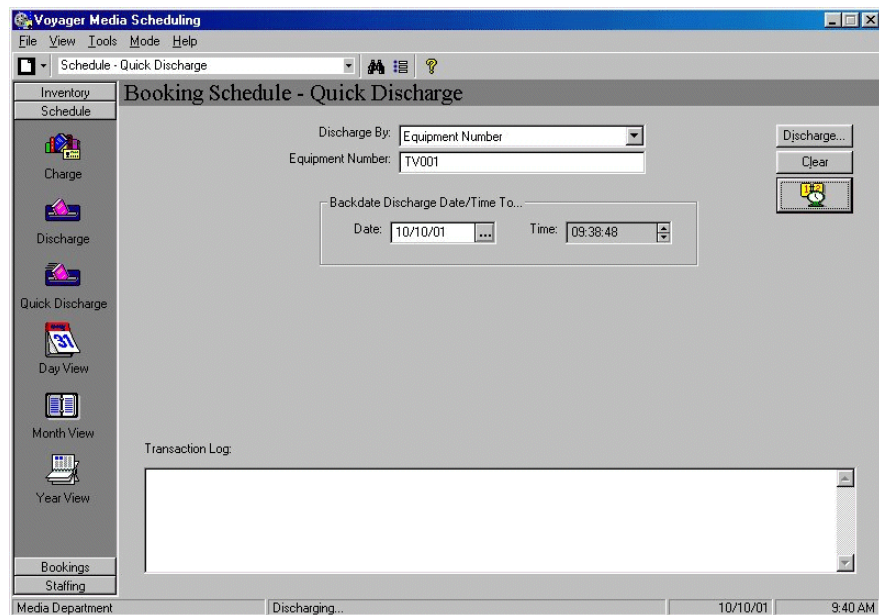 Voyager Media Scheduling
File View Tools Mode Help
Schedule - Quick Discharge
Inventory
Schedule
Charge
Discharge
Quick Discharge
31
Day View
Month View
Year View
Bookings
Staffing
Booking Schedule - Quick Discharge
Discharge By: Equipment Number
Equipment Number: TV001
Discharge...
Clear
Backdate Discharge Date/Time To...
Date: 10/10/01 ... Time: 09:38:48
Transaction Log:
Media Department Discharging... 10/10/01 9:40 AM